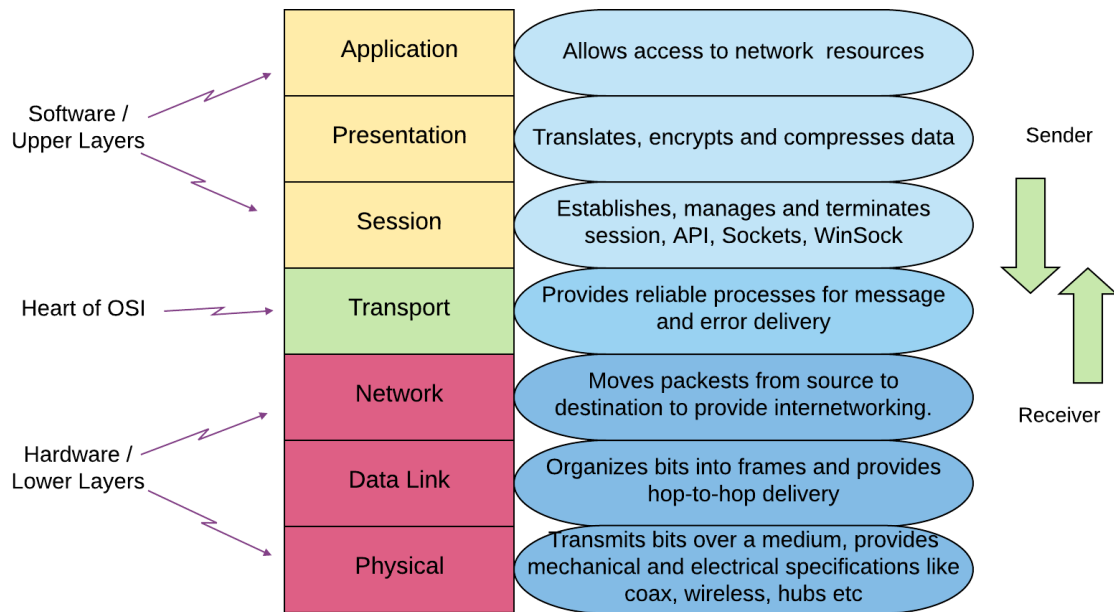 Application
Allows access to network resources
Software /
Upper Layers
Presentation
Translates, encrypts and compresses data
Sender
Session
Establishes, manages and terminates
session, API, Sockets, WinSock
Heart of OSI
Transport
Provides reliable processes for message
and error delivery
Network
Moves packests from source to
destination to provide internetworking.
Receiver
Hardware /
Lower Layers
Data Link
Organizes bits into frames and provides
hop-to-hop delivery
Physical
Transmits bits over a medium, provides
mechanical and electrical specifications like
coax, wireless, hubs etc